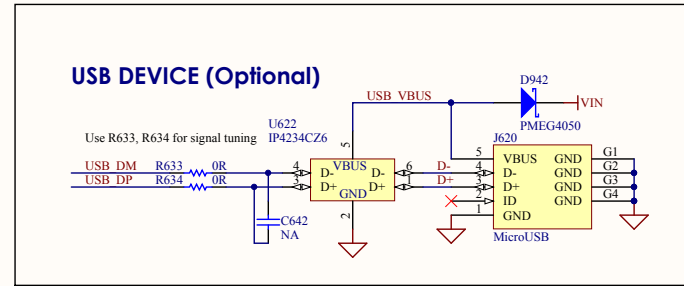 USB DEVICE (Optional)
D942
USB_VBUS
VIN
PMEG4050
U622
IP4234CZ6
J620
Use R633, R634 for signal tuning
5
5
VBUS
GND
G1
USB_DM
R633
0R
4
D-
VBUS
D-
6
D-
4
D-
GND
G2
USB_DP
R634
0R
3
D+
D+
1
D+
3
D+
GND
G3
GND
2
ID
GND
G4
2
1
GND
C642
NA
MicroUSB